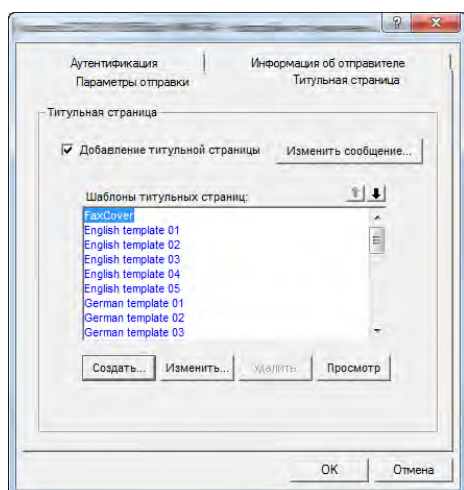 Аутентификация
Информация об отправителе
Параметры отправки
Титульная страница
Титульная страница
Добавление титульной страницы
Изменить сообщение...
Шаблоны титульных страниц:
FaxCover
English template 01
English template 02
English template 03
English template 04
English template 05
German template 01
German template 02
German template 03
Создать...
Изменить...
Удалить
Просмотр
OK
Отмена